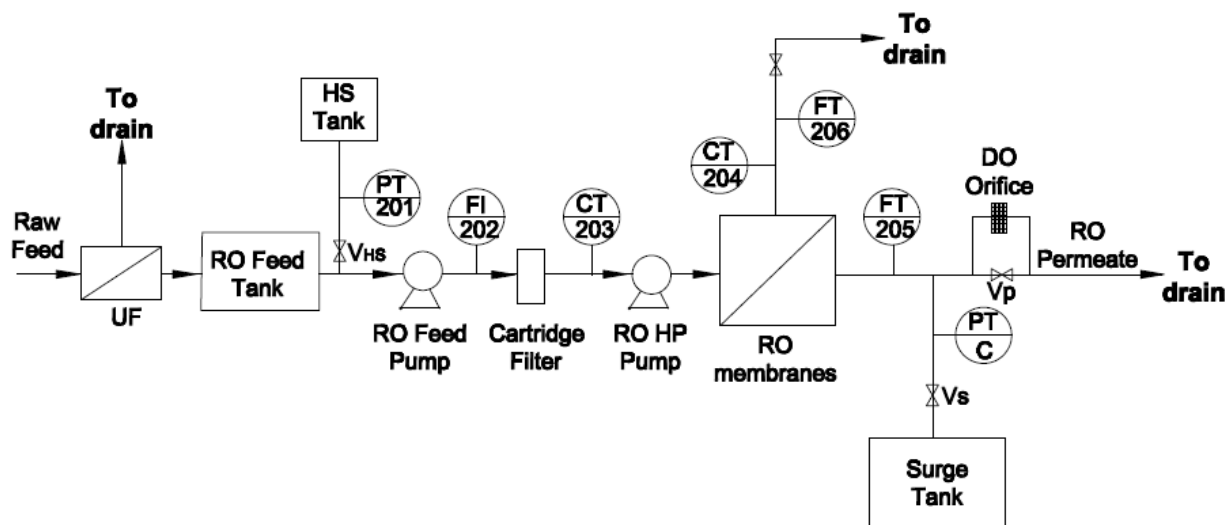 To
drain
HS
Tank
To
drain
PT
201
FI
202
CT
203
CT
204
FT
206
FT
205
DO
Orifice
Raw
Feed
UF
RO Feed
Tank
VHS
RO Feed
Pump
Cartridge
Filter
RO HP
Pump
RO
membranes
RO
Permeate
To
drain
Vp
PT
C
Vs
Surge
Tank